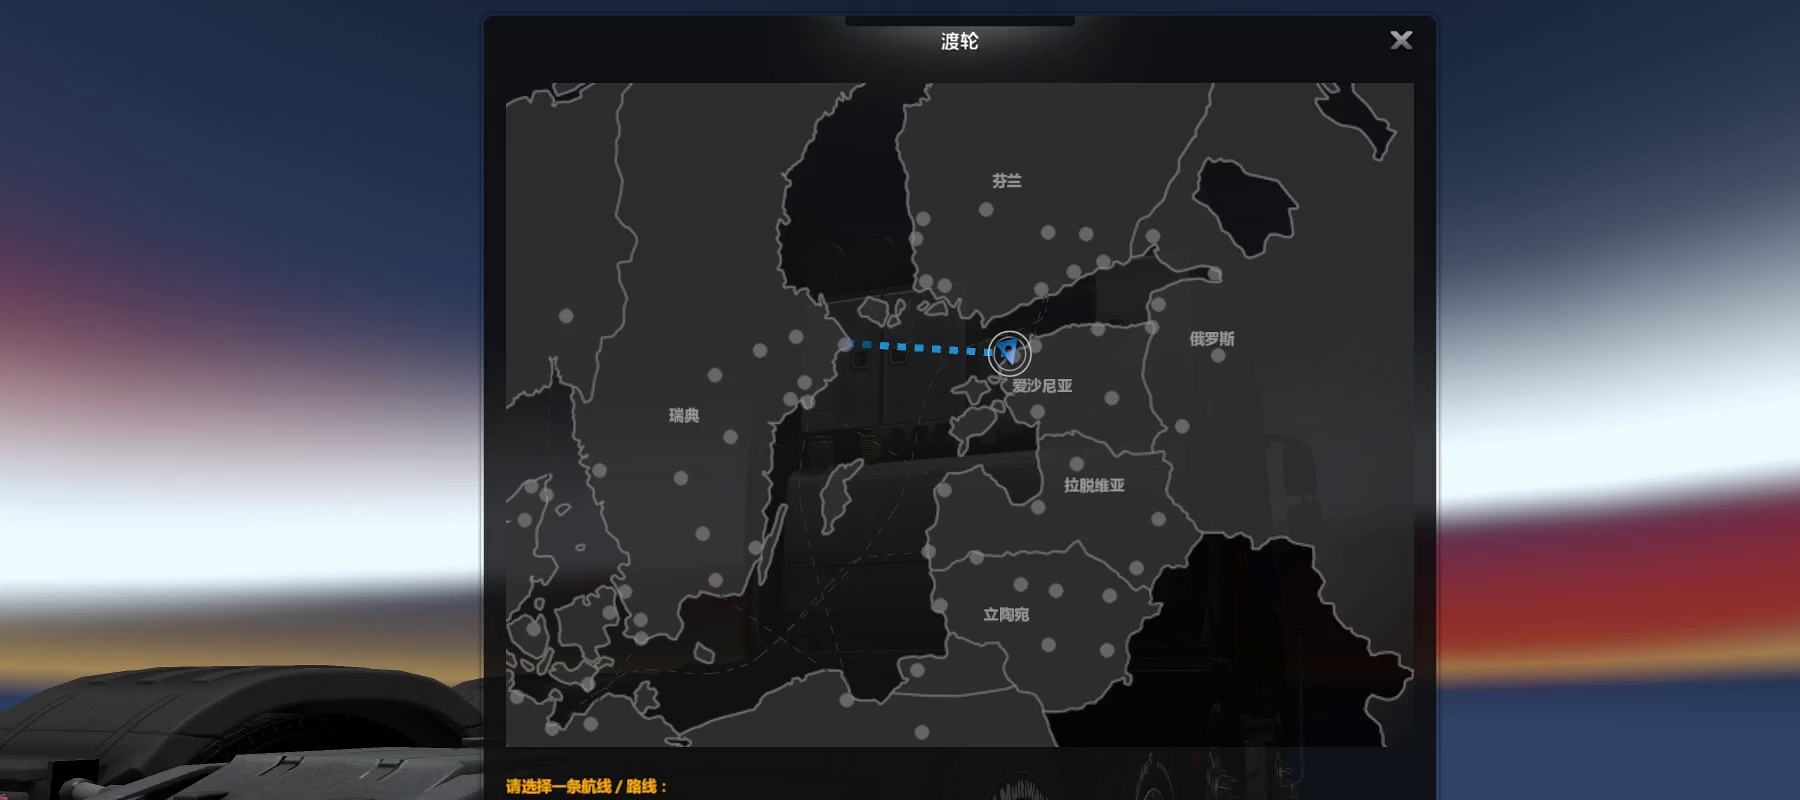 渡轮
芬兰
俄罗斯
爱沙尼亚
瑞典
拉脱维亚
立陶宛
请选择一条航线 / 路线：